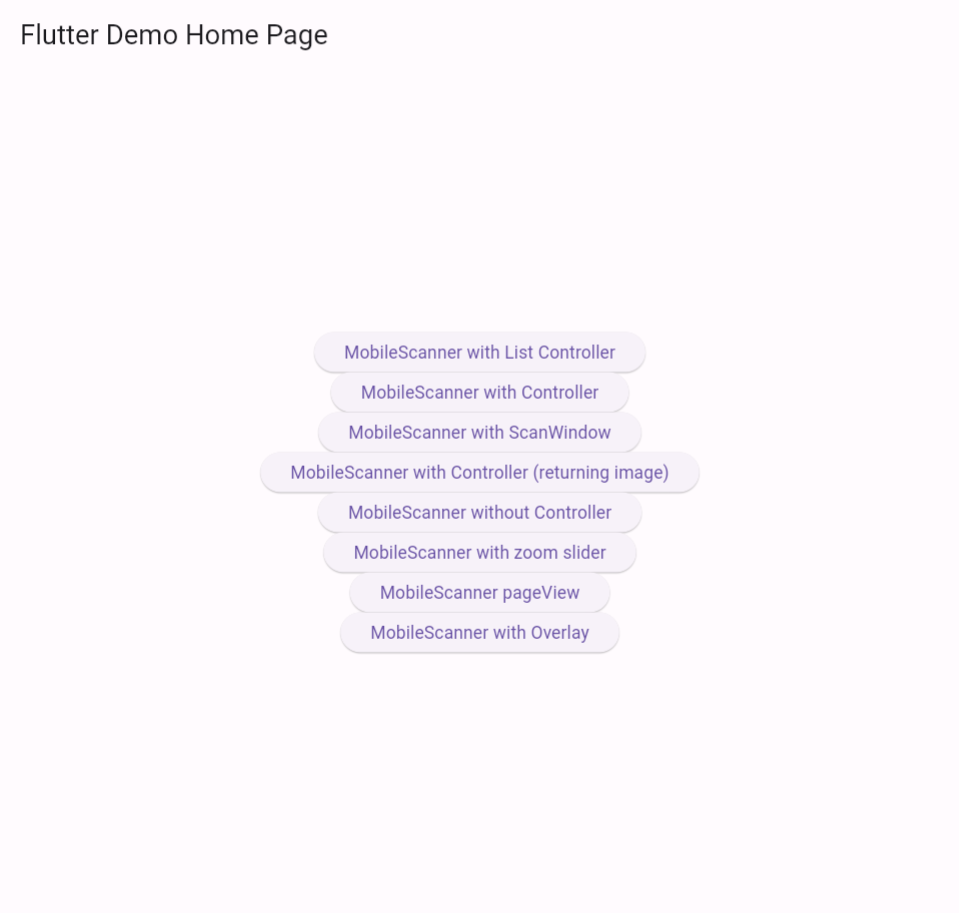 Flutter Demo Home Page
MobileScanner with List Controller
MobileScanner with Controller
MobileScanner with ScanWindow
MobileScanner with Controller (returning image)
MobileScanner without Controller
MobileScanner with zoom slider
MobileScanner pageView
MobileScanner with Overlay